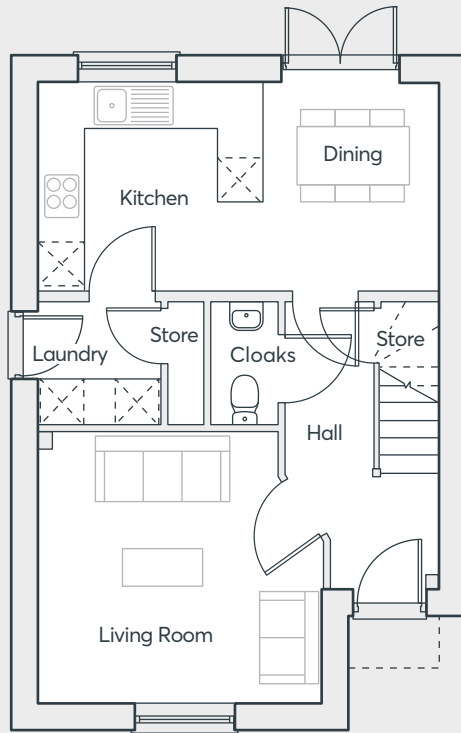 Dining
Kitchen
Store
Store
Laundry
Cloaks
Hall
Living Room